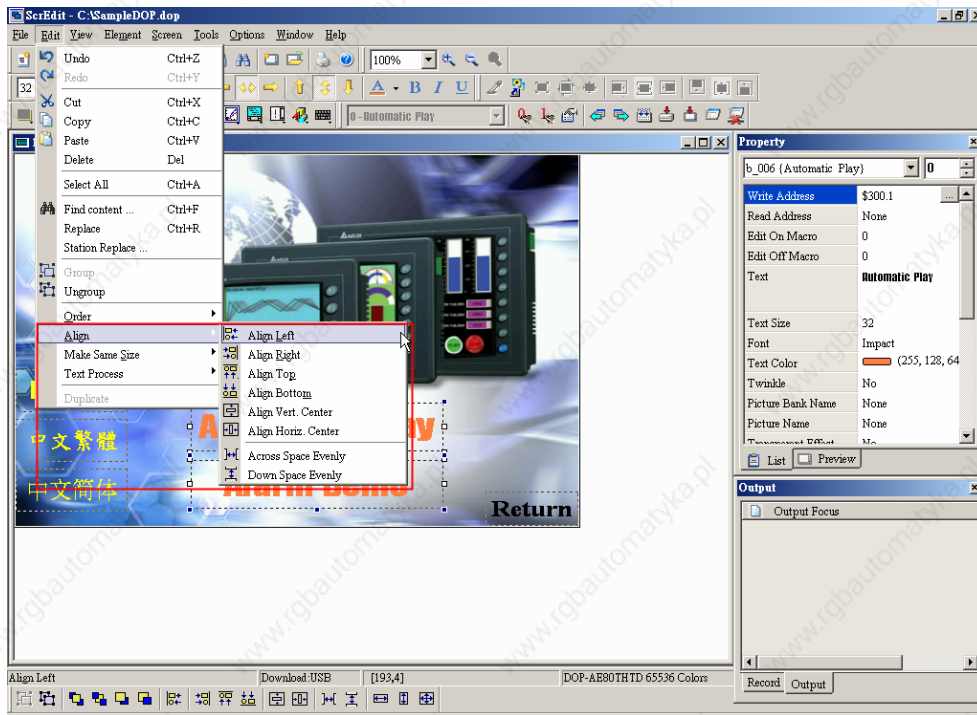 ScrEdit - C:\SampleDOP.dop
File Edit View Element Screen Tools Options Window Help
Undo Ctrl+Z
100%
Redo Ctrl+Y
32
A B I U
Cut Ctrl+X
Copy Ctrl+C
0 - Automatic Play
Paste Ctrl+V
Delete Del
Select All Ctrl+A
Find content ... Ctrl+F
Replace Ctrl+R
Station Replace ...
Group
Ungroup
Order
Align
Make Same Size
Text Process
Duplicate
Align Left
Align Right
Align Top
Align Bottom
Align Vert. Center
Align Horiz. Center
Across Space Evenly
Down Space Evenly
中文繁體
中文简体
Alarm Demo
Return
Property
b_006 {Automatic Play} 0
Write Address $300.1 ...
Read Address None
Edit On Macro 0
Edit Off Macro 0
Text Automatic Play
Text Size 32
Font Impact
Text Color (255, 128, 64
Twinkle No
Picture Bank Name None
Picture Name None
Transparent Effect No
List Preview
Output
Output Focus
Record Output
Align Left Download:USB [193,4] DOP-AE80THTD 65536 Colors
www.rgbautomatyka.pl